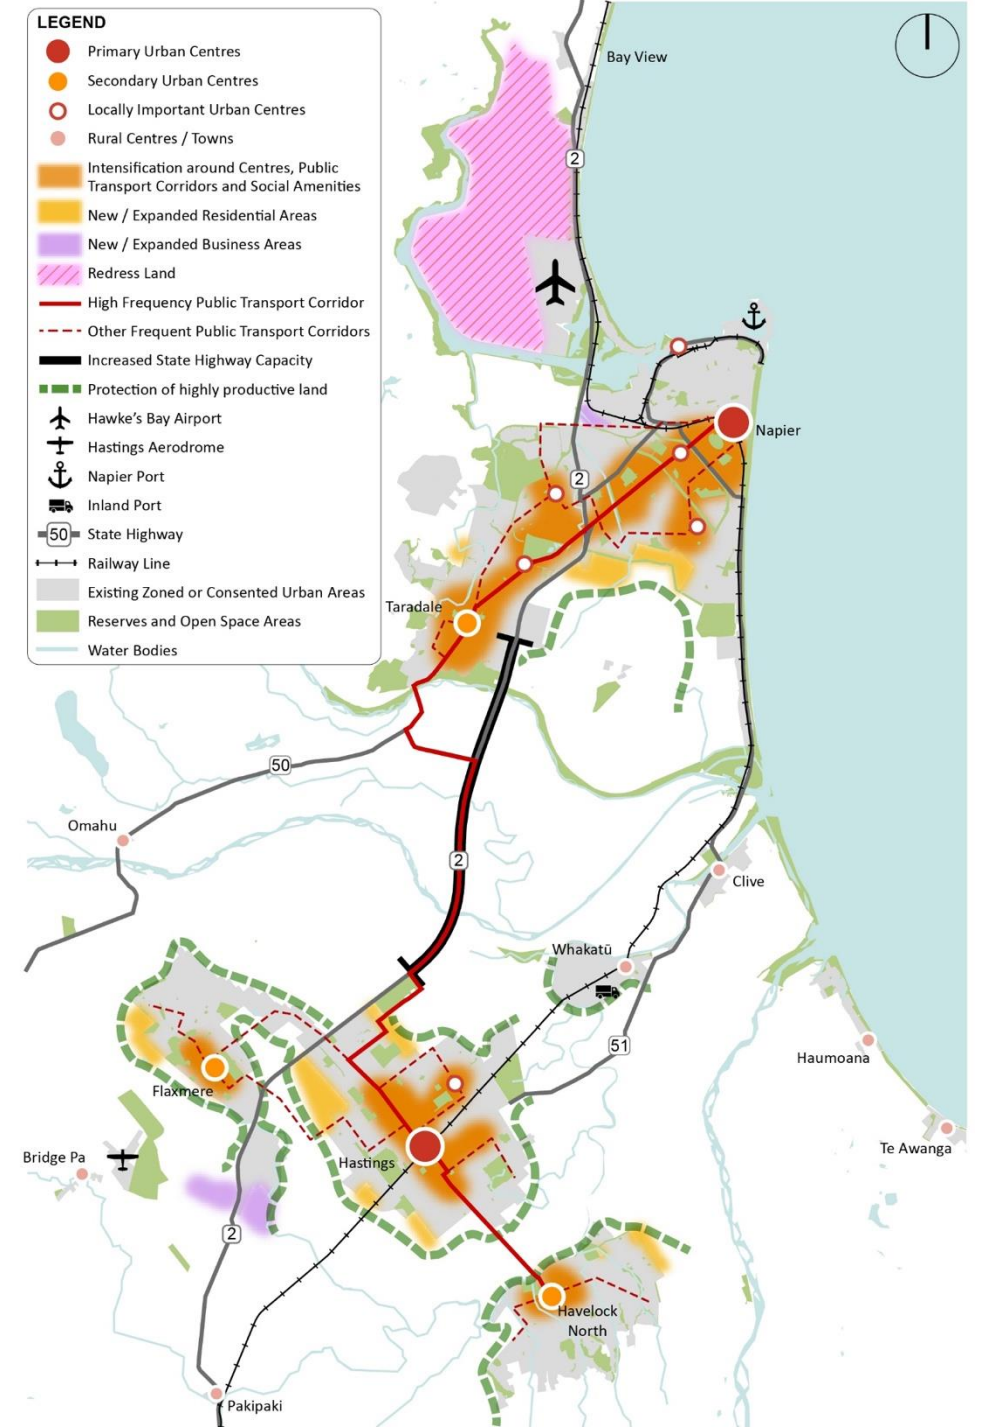 LEGEND
Primary Urban Centres
Secondary Urban Centres
Locally Important Urban Centres
Rural Centres / Towns
Intensification around Centres, Public
Transport Corridors and Social Amenities
New / Expanded Residential Areas
New / Expanded Business Areas
Redress Land
High Frequency Public Transport Corridor
Other Frequent Public Transport Corridors
Increased State Highway Capacity
Protection of highly productive land
Hawke's Bay Airport
Hastings Aerodrome
Napier Port
Inland Port
50 State Highway
Railway Line
Existing Zoned or Consented Urban Areas
Reserves and Open Space Areas
Water Bodies
Bay View
2
Napier
2
Taradale
50
Omahu
2
Clive
Whakatū
51
Haumoana
Flaxmere
Te Awanga
Bridge Pa
Hastings
2
Havelock
North
Pakipaki